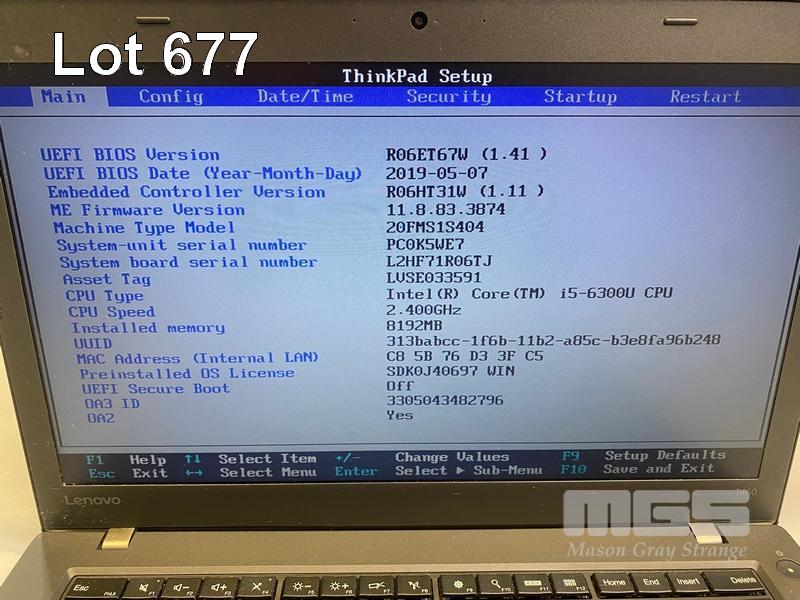 Lot 677
ThinkPad Setup
Main Config Date/Time Security Startup Restart
UEFI BIOS Version R06ET67W (1.41 )
UEFI BIOS Date (Year-Month-Day) 2019-05-07
Embedded Controller Version R06HT31W (1.11 )
ME Firmware Version 11.8.83.3874
Machine Type Model 20FMS1S404
System-unit serial number PC0K5WE7
System board serial number L2HF71R06TJ
Asset Tag LVSE033591
CPU Type Intel(R) Core(TM) i5-6300U CPU
CPU Speed 2.400GHz
Installed memory 8192MB
UUID 313babcc-1f6b-11b2-a85c-b3e8fa96b248
MAC Address (Internal LAN) C8 5B 76 D3 3F C5
Preinstalled OS License SDK0J40697 WIN
UEFI Secure Boot Off
OA3 ID 3305043482796
OA2 Yes
F1 Help ↑↓ Select Item +/- Change Values F9 Setup Defaults
Esc Exit ←→ Select Menu Enter Select ▶ Sub-Menu F10 Save and Exit
Lenovo T460
MGS
Mason Gray Strange
Esc Home End Insert Delete